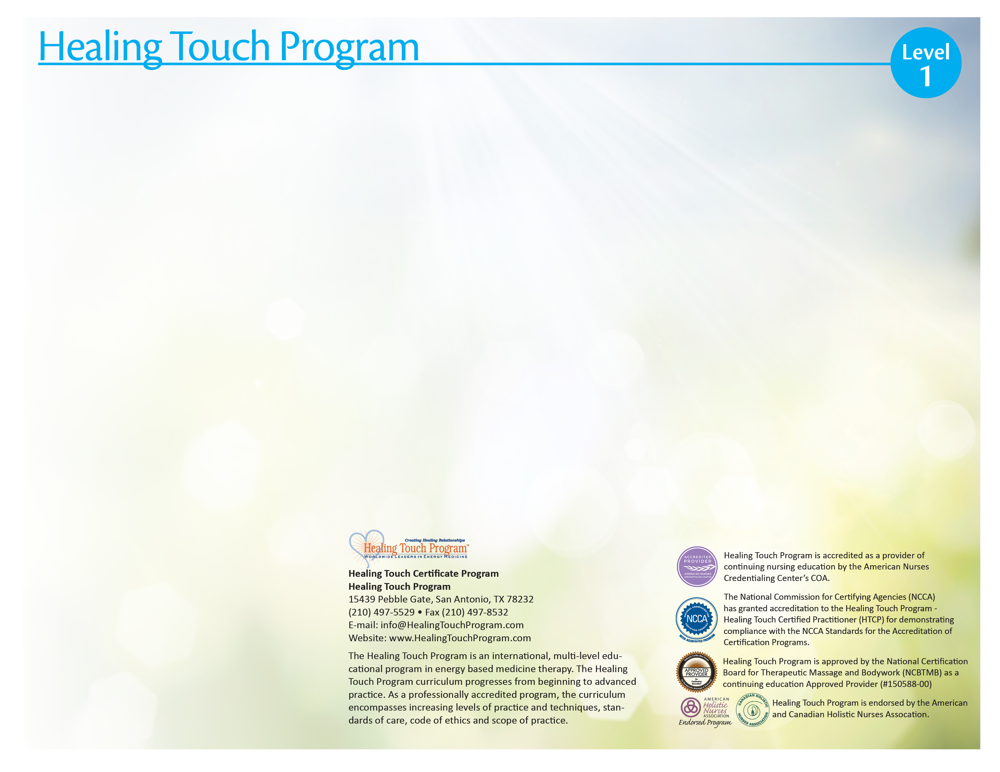 Healing Touch Program
Level
1
Creating Healing Relationships
Healing Touch Program™
WORLDWIDE LEADERS IN ENERGY MEDICINE
Healing Touch Certificate Program
Healing Touch Program
15439 Pebble Gate, San Antonio, TX 78232
(210) 497-5529 • Fax (210) 497-8532
E-mail: info@HealingTouchProgram.com
Website: www.HealingTouchProgram.com
The Healing Touch Program is an international, multi-level edu-
cational program in energy based medicine therapy. The Healing
Touch Program curriculum progresses from beginning to advanced
practice. As a professionally accredited program, the curriculum
encompasses increasing levels of practice and techniques, stan-
dards of care, code of ethics and scope of practice.
ACCREDITED
PROVIDER
AMERICAN NURSES
CREDENTIALING CENTER
Healing Touch Program is accredited as a provider of
continuing nursing education by the American Nurses
Credentialing Center’s COA.
NATIONAL COMMISSION FOR
NCCA
CERTIFYING AGENCIES
NCCA ACCREDITED PROGRAM
The National Commission for Certifying Agencies (NCCA)
has granted accreditation to the Healing Touch Program -
Healing Touch Certified Practitioner (HTCP) for demonstrating
compliance with the NCCA Standards for the Accreditation of
Certification Programs.
National Certification Board
APPROVED
PROVIDER
for
Continuing
Education
Healing Touch Program is approved by the National Certification
Board for Therapeutic Massage and Bodywork (NCBTMB) as a
continuing education Approved Provider (#150588-00)
AMERICAN
Holistic
Nurses
ASSOCIATION
Endorsed Program
CANADIAN HOLISTIC
NURSES ASSOCIATION
Healing Touch Program is endorsed by the American
and Canadian Holistic Nurses Assocation.